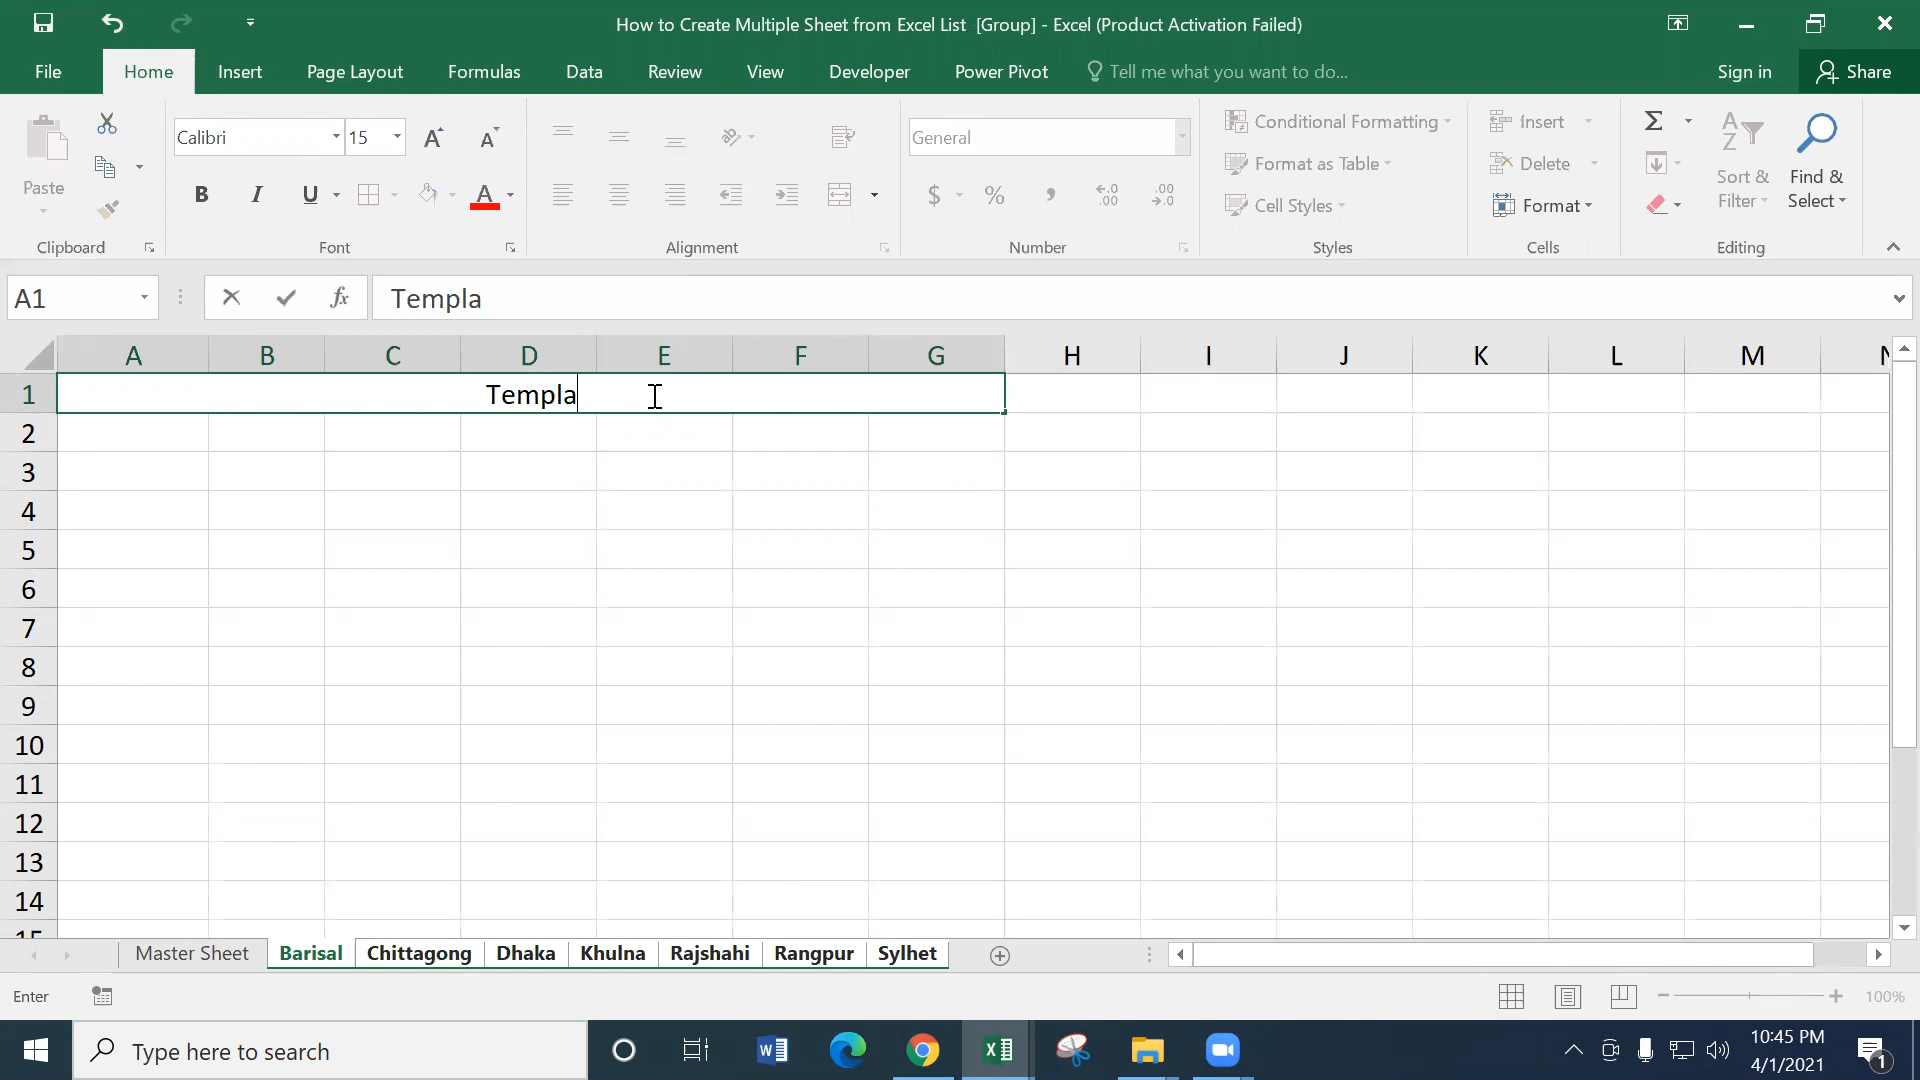 How to Create Multiple Sheet from Excel List [Group] - Excel (Product Activation Failed)
File Home Insert Page Layout Formulas Data Review View Developer Power Pivot Tell me what you want to do... Sign in Share
Paste
Clipboard
Calibri 15
B I U A
Font
Alignment
General
$ % , .00
Number
Conditional Formatting
Format as Table
Cell Styles
Styles
Insert
Delete
Format
Cells
Sort & Filter
Find & Select
Editing
A1 fx Templa
A B C D E F G H I J K L M N
1 Templa
2
3
4
5
6
7
8
9
10
11
12
13
14
15
Master Sheet Barisal Chittagong Dhaka Khulna Rajshahi Rangpur Sylhet
Enter 100%
Type here to search
10:45 PM
4/1/2021
1